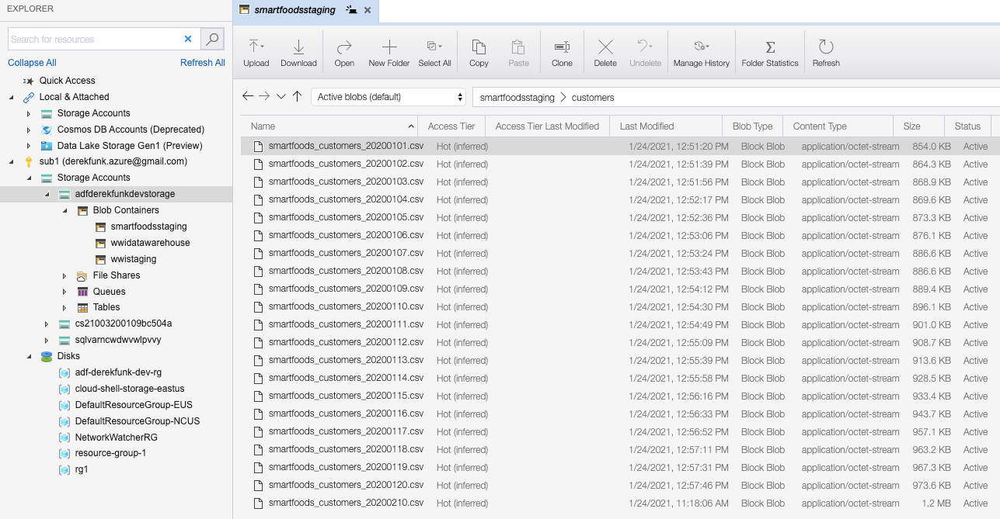 EXPLORER
Search for resources
Collapse All Refresh All
Quick Access
Local & Attached
Storage Accounts
Cosmos DB Accounts (Deprecated)
Data Lake Storage Gen1 (Preview)
sub1 (derekfunk.azure@gmail.com)
Storage Accounts
adfderekfunkdevstorage
Blob Containers
smartfoodsstaging
wwidatawarehouse
wwistaging
File Shares
Queues
Tables
cs21003200109bc504a
sqlvarncwdwvwlpvvy
Disks
adf-derekfunk-dev-rg
cloud-shell-storage-eastus
DefaultResourceGroup-EUS
DefaultResourceGroup-NCUS
NetworkWatcherRG
resource-group-1
rg1
smartfoodsstaging
Upload Download Open New Folder Select All Copy Paste Clone Delete Undelete Manage History Folder Statistics Refresh
Active blobs (default) smartfoodsstaging > customers
Name Access Tier Access Tier Last Modified Last Modified Blob Type Content Type Size Status
smartfoods_customers_20200101.csv Hot (inferred) 1/24/2021, 12:51:20 PM Block Blob application/octet-stream 854.0 KB Active
smartfoods_customers_20200102.csv Hot (inferred) 1/24/2021, 12:51:39 PM Block Blob application/octet-stream 864.3 KB Active
smartfoods_customers_20200103.csv Hot (inferred) 1/24/2021, 12:51:56 PM Block Blob application/octet-stream 868.9 KB Active
smartfoods_customers_20200104.csv Hot (inferred) 1/24/2021, 12:52:17 PM Block Blob application/octet-stream 869.6 KB Active
smartfoods_customers_20200105.csv Hot (inferred) 1/24/2021, 12:52:36 PM Block Blob application/octet-stream 873.3 KB Active
smartfoods_customers_20200106.csv Hot (inferred) 1/24/2021, 12:53:06 PM Block Blob application/octet-stream 876.1 KB Active
smartfoods_customers_20200107.csv Hot (inferred) 1/24/2021, 12:53:24 PM Block Blob application/octet-stream 886.6 KB Active
smartfoods_customers_20200108.csv Hot (inferred) 1/24/2021, 12:53:43 PM Block Blob application/octet-stream 886.6 KB Active
smartfoods_customers_20200109.csv Hot (inferred) 1/24/2021, 12:54:12 PM Block Blob application/octet-stream 889.4 KB Active
smartfoods_customers_20200110.csv Hot (inferred) 1/24/2021, 12:54:30 PM Block Blob application/octet-stream 896.1 KB Active
smartfoods_customers_20200111.csv Hot (inferred) 1/24/2021, 12:54:49 PM Block Blob application/octet-stream 901.0 KB Active
smartfoods_customers_20200112.csv Hot (inferred) 1/24/2021, 12:55:09 PM Block Blob application/octet-stream 908.7 KB Active
smartfoods_customers_20200113.csv Hot (inferred) 1/24/2021, 12:55:39 PM Block Blob application/octet-stream 913.6 KB Active
smartfoods_customers_20200114.csv Hot (inferred) 1/24/2021, 12:55:58 PM Block Blob application/octet-stream 928.5 KB Active
smartfoods_customers_20200115.csv Hot (inferred) 1/24/2021, 12:56:16 PM Block Blob application/octet-stream 933.4 KB Active
smartfoods_customers_20200116.csv Hot (inferred) 1/24/2021, 12:56:33 PM Block Blob application/octet-stream 943.7 KB Active
smartfoods_customers_20200117.csv Hot (inferred) 1/24/2021, 12:56:52 PM Block Blob application/octet-stream 957.1 KB Active
smartfoods_customers_20200118.csv Hot (inferred) 1/24/2021, 12:57:11 PM Block Blob application/octet-stream 963.2 KB Active
smartfoods_customers_20200119.csv Hot (inferred) 1/24/2021, 12:57:31 PM Block Blob application/octet-stream 967.3 KB Active
smartfoods_customers_20200120.csv Hot (inferred) 1/24/2021, 12:57:46 PM Block Blob application/octet-stream 973.6 KB Active
smartfoods_customers_20200210.csv Hot (inferred) 1/24/2021, 11:18:06 AM Block Blob application/octet-stream 1.2 MB Active